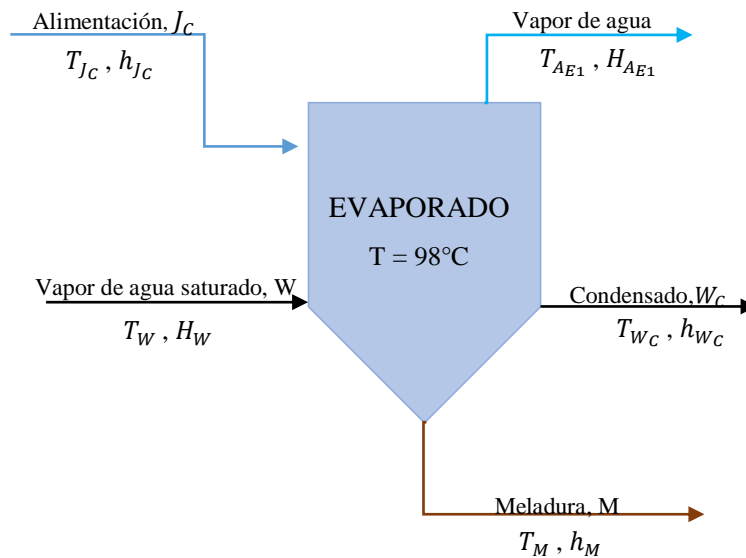 Alimentación, J_C
T_{J_C} , h_{J_C}
Vapor de agua
T_{A_{E1}} , H_{A_{E1}}
EVAPORADO
T = 98°C
Vapor de agua saturado, W
T_W , H_W
Condensado,W_C
T_{W_C} , h_{W_C}
Meladura, M
T_M , h_M